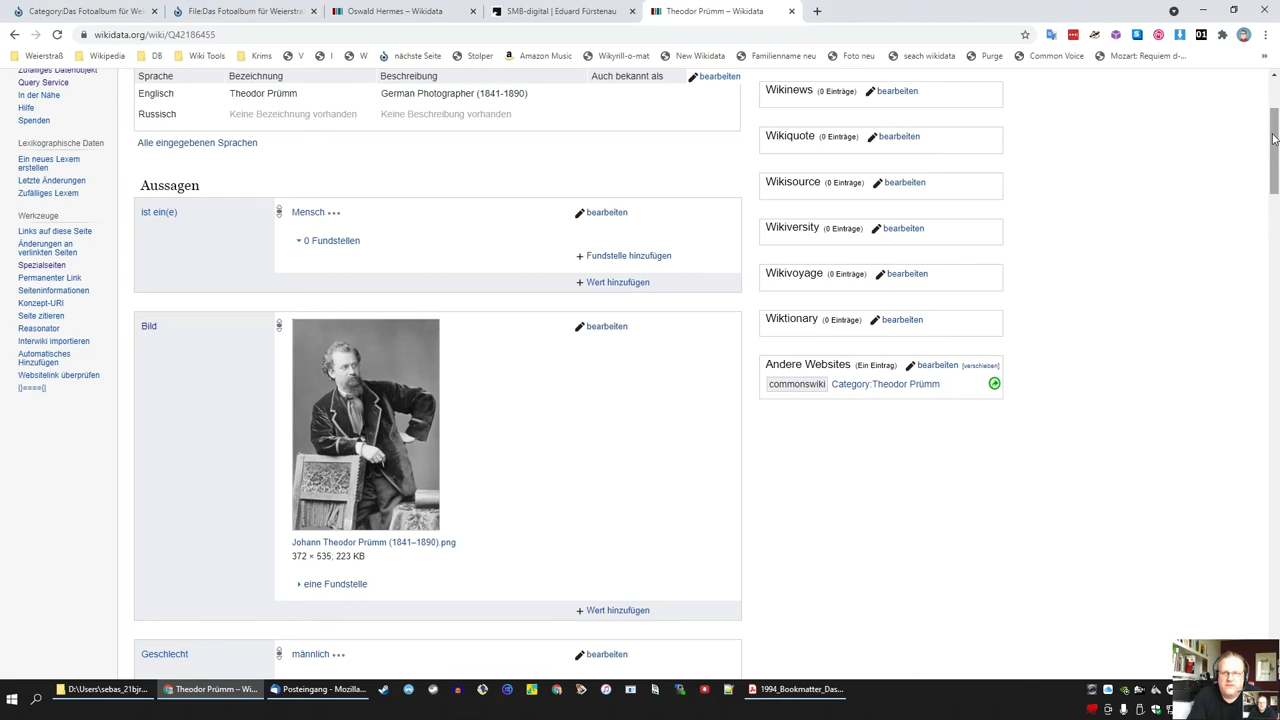 Category:Das Fotoalbum für We
File:Das Fotoalbum für Weierstra
Oswald Hermes – Wikidata
SMB-digital | Eduard Fürstenau
Theodor Prümm – Wikidata
wikidata.org/wiki/Q42186455
Weierstraß
Wikipedia
DB
Wiki Tools
Krims
V
I
W
nächste Seite
Stolper
Amazon Music
Wikyrill-o-mat
New Wikidata
Familienname neu
Foto neu
seach wikidata
Purge
Common Voice
Mozart: Requiem d-...
Zufälliges Datenobjekt
Query Service
In der Nähe
Hilfe
Spenden
Lexikographische Daten
Ein neues Lexem
erstellen
Letzte Änderungen
Zufälliges Lexem
Werkzeuge
Links auf diese Seite
Änderungen an
verlinkten Seiten
Spezialseiten
Permanenter Link
Seiteninformationen
Konzept-URI
Seite zitieren
Reasonator
Interwiki importieren
Automatisches
Hinzufügen
Websitelink überprüfen
{}===={}
Sprache Bezeichnung Beschreibung Auch bekannt als bearbeiten
Englisch Theodor Prümm German Photographer (1841-1890)
Russisch Keine Bezeichnung vorhanden Keine Beschreibung vorhanden
Alle eingegebenen Sprachen
Aussagen
ist ein(e) Mensch bearbeiten
0 Fundstellen
+ Fundstelle hinzufügen
+ Wert hinzufügen
Bild bearbeiten
Johann Theodor Prümm (1841–1890).png
372 × 535; 223 KB
eine Fundstelle
+ Wert hinzufügen
Geschlecht männlich bearbeiten
Wikinews (0 Einträge) bearbeiten
Wikiquote (0 Einträge) bearbeiten
Wikisource (0 Einträge) bearbeiten
Wikiversity (0 Einträge) bearbeiten
Wikivoyage (0 Einträge) bearbeiten
Wiktionary (0 Einträge) bearbeiten
Andere Websites (Ein Eintrag) bearbeiten [verschieben]
commonswiki Category:Theodor Prümm
D:\Users\sebas_21bjr...
Theodor Prümm – Wi...
Posteingang - Mozilla...
1994_Bookmatter_Das...